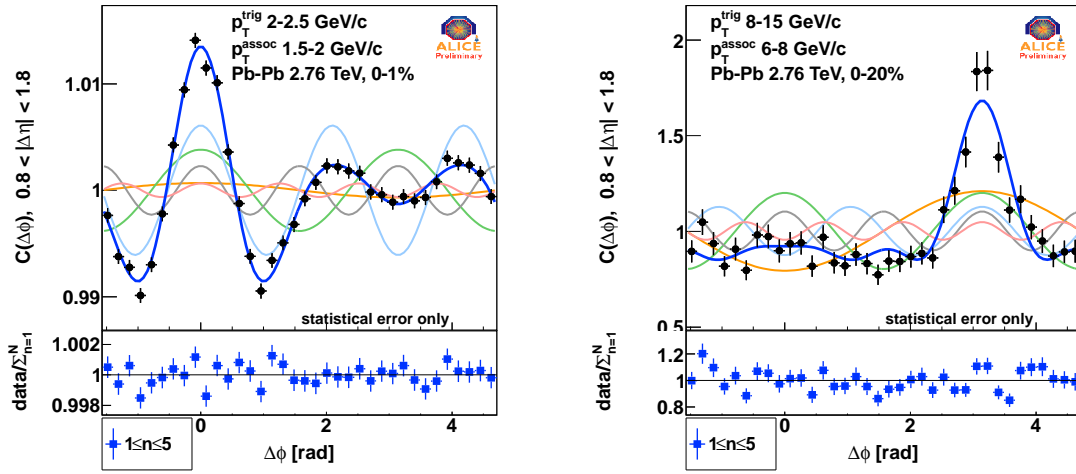 p_T^trig 2-2.5 GeV/c
p_T^assoc 1.5-2 GeV/c
Pb-Pb 2.76 TeV, 0-1%
ALICE
Preliminary
C(Δϕ), 0.8 < |Δη| < 1.8
1.01
1
0.99
statistical error only
data/Σ_{n=1}^N
1.002
1
0.998
0
2
4
1≤n≤5
Δϕ [rad]
p_T^trig 8-15 GeV/c
p_T^assoc 6-8 GeV/c
Pb-Pb 2.76 TeV, 0-20%
ALICE
Preliminary
C(Δϕ), 0.8 < |Δη| < 1.8
2
1.5
1
0.5
statistical error only
data/Σ_{n=1}^N
1.2
1
0.8
0
2
4
1≤n≤5
Δϕ [rad]